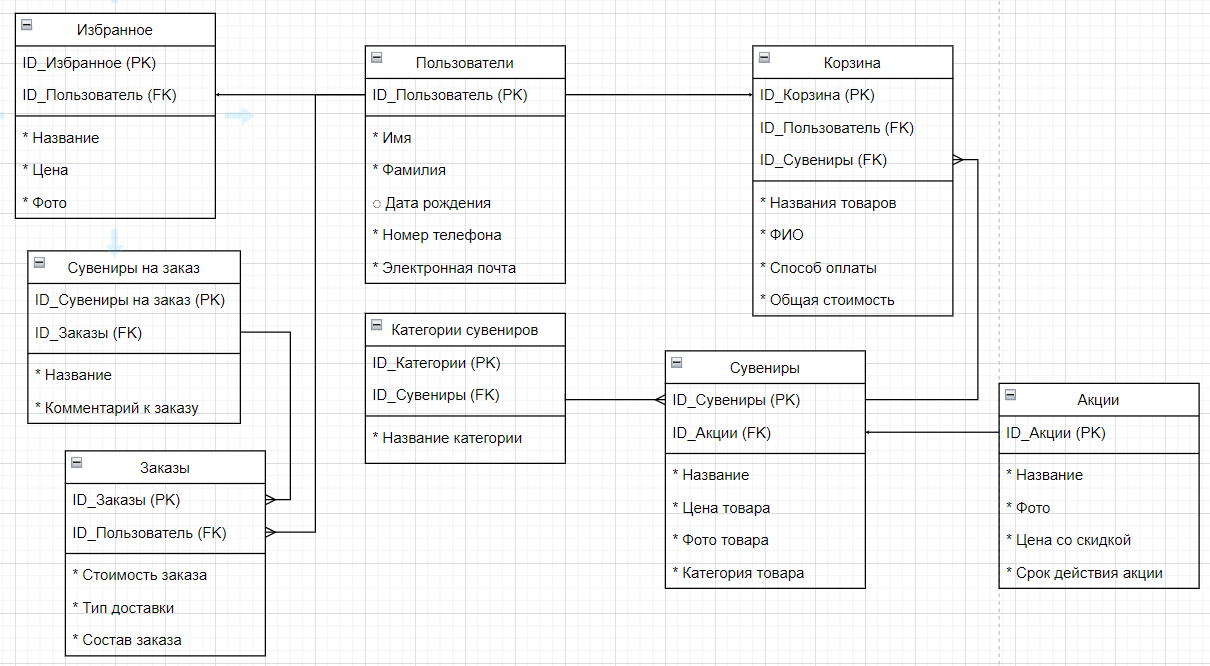 Избранное
ID_Избранное (PK)
ID_Пользователь (FK)
* Название
* Цена
* Фото
Пользователи
ID_Пользователь (PK)
* Имя
* Фамилия
○ Дата рождения
* Номер телефона
* Электронная почта
Корзина
ID_Корзина (PK)
ID_Пользователь (FK)
ID_Сувениры (FK)
* Названия товаров
* ФИО
* Способ оплаты
* Общая стоимость
Сувениры на заказ
ID_Сувениры на заказ (PK)
ID_Заказы (FK)
* Название
* Комментарий к заказу
Категории сувениров
ID_Категории (PK)
ID_Сувениры (FK)
* Название категории
Сувениры
ID_Сувениры (PK)
ID_Акции (FK)
* Название
* Цена товара
* Фото товара
* Категория товара
Акции
ID_Акции (PK)
* Название
* Фото
* Цена со скидкой
* Срок действия акции
Заказы
ID_Заказы (PK)
ID_Пользователь (FK)
* Стоимость заказа
* Тип доставки
* Состав заказа